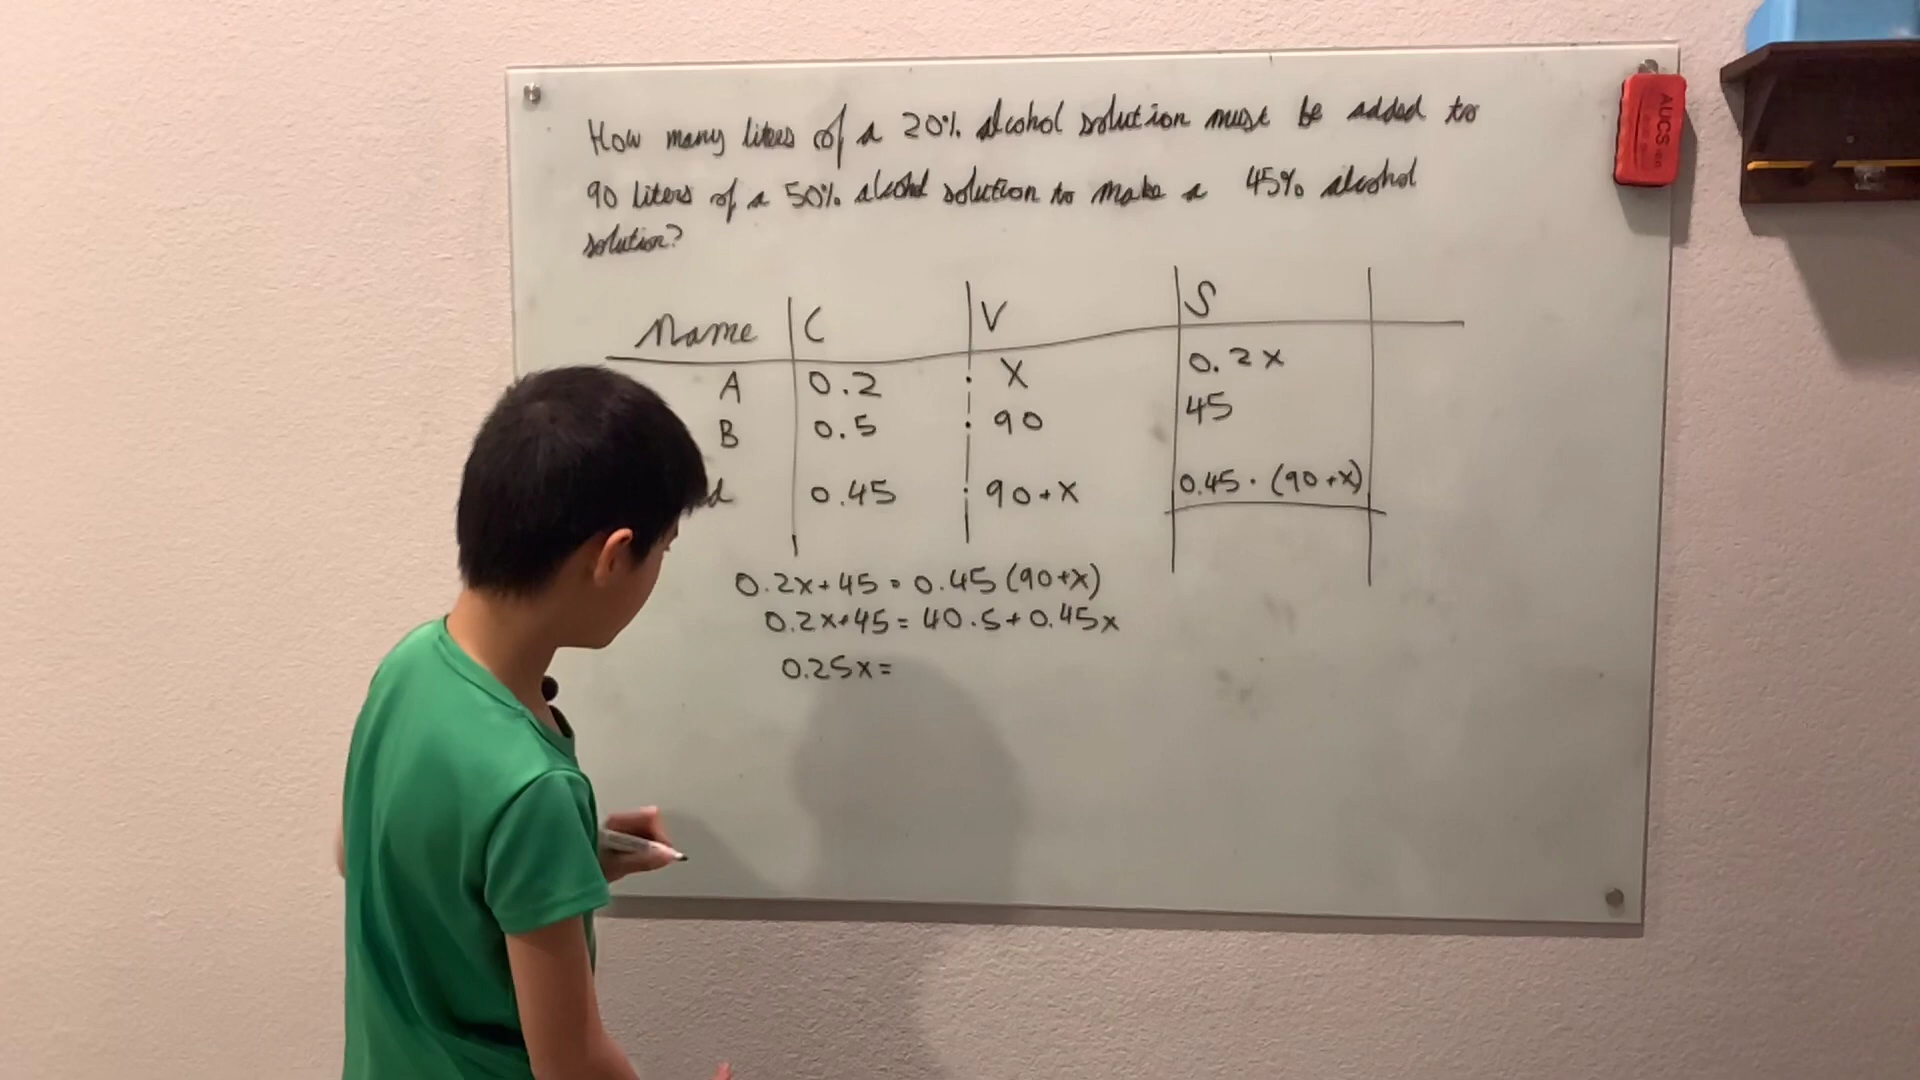 How many liters of a 20% alcohol solution must be added to
90 liters of a 50% alcohol solution to make a 45% alcohol
solution?
Name C V S
A 0.2 · X 0.2x
B 0.5 · 90 45
d 0.45 · 90+X 0.45 · (90+x)
0.2x+45 = 0.45 (90+x)
0.2x+45 = 40.5+0.45x
0.25x=
AUCS